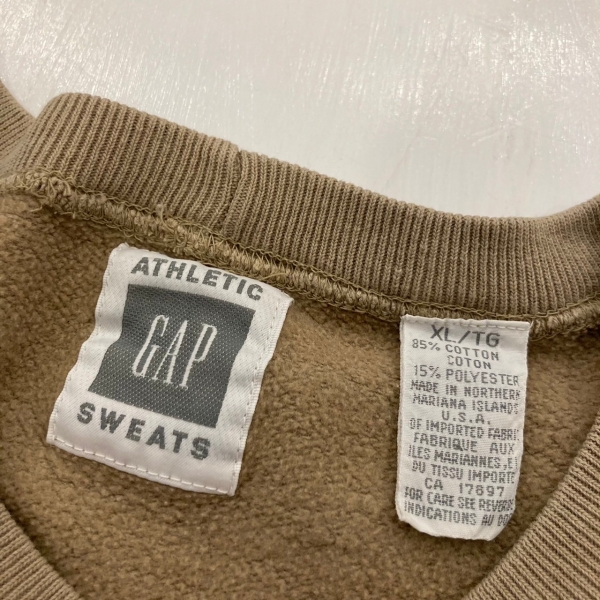 ATHLETIC
GAP
SWEATS
XL/TG
85% COTTON
COTON
15% POLYESTER
MADE IN NORTHERN
MARIANA ISLANDS
U.S.A.
OF IMPORTED FABRIC
FABRIQUE AUX
ILES MARIANNES, E
DU TISSU IMPORTE
CA 17897
FOR CARE SEE REVERSE
INDICATIONS AU